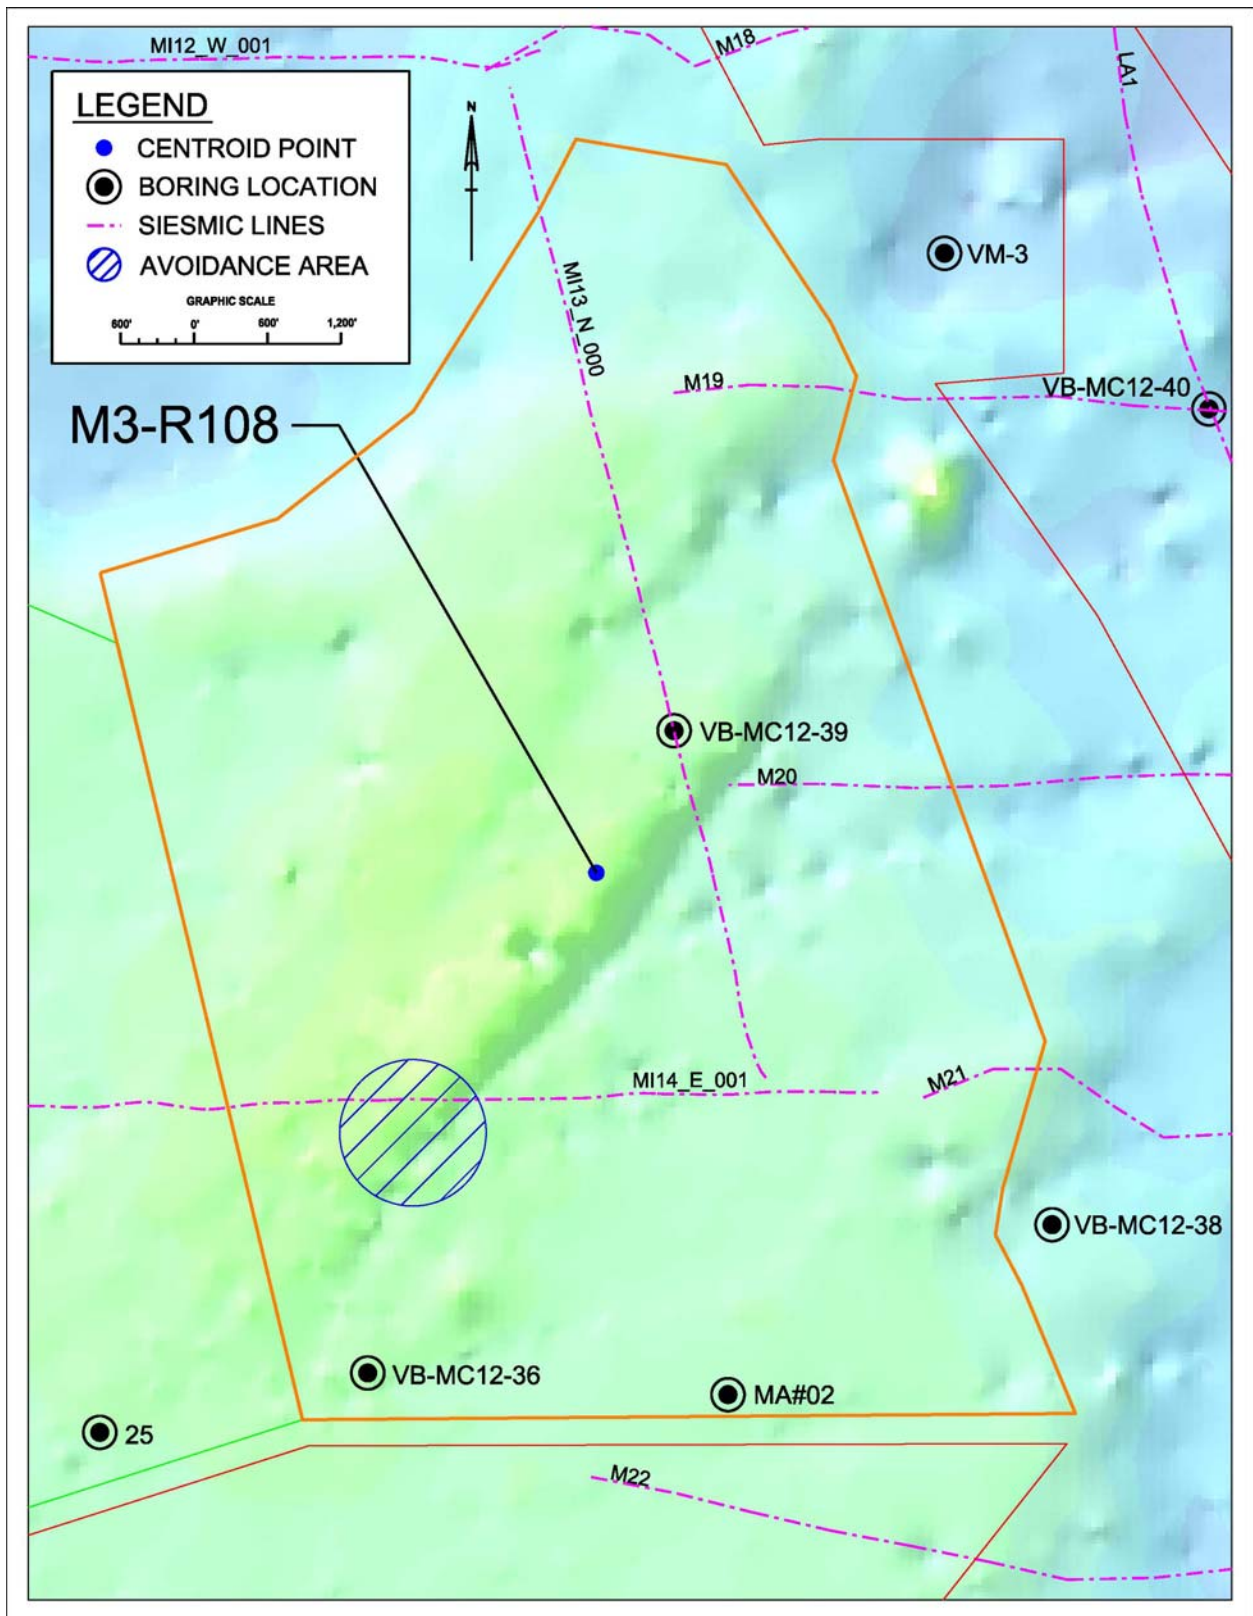 MI12_W_001
M18
LA1
LEGEND
CENTROID POINT
BORING LOCATION
SIESMIC LINES
AVOIDANCE AREA
GRAPHIC SCALE
600' 0' 600' 1,200'
N
VM-3
MI13_N_000
M19
VB-MC12-40
M3-R108
VB-MC12-39
M20
MI14_E_001
M21
VB-MC12-38
VB-MC12-36
MA#02
25
M22